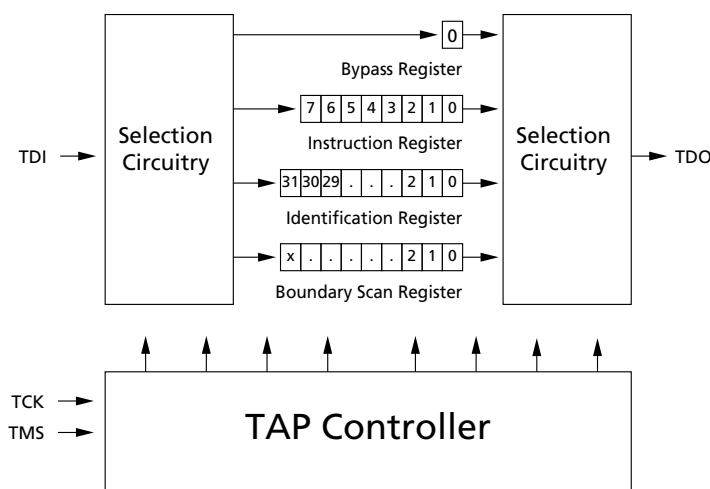 0
Bypass Register
7 6 5 4 3 2 1 0
Instruction Register
Selection
Circuitry
Selection
Circuitry
TDI
TDO
31 30 29 . . . 2 1 0
Identification Register
x . . . . . 2 1 0
Boundary Scan Register
TCK
TMS
TAP Controller